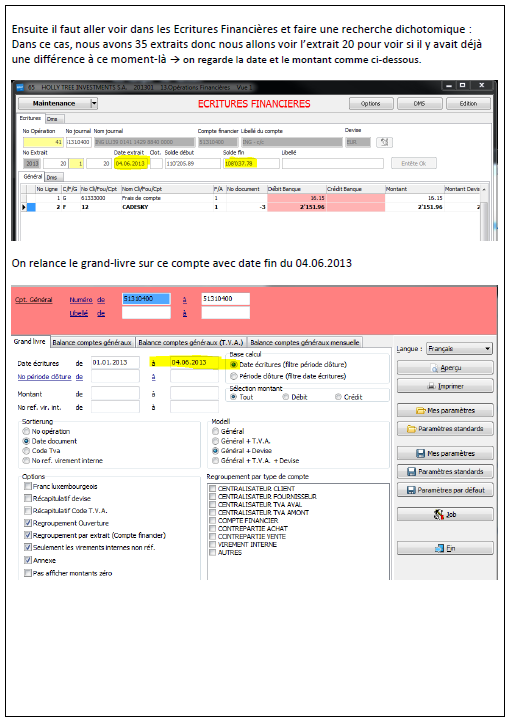 Ensuite il faut aller voir dans les Ecritures Financières et faire une recherche dichotomique :
Dans ce cas, nous avons 35 extraits donc nous allons voir l'extrait 20 pour voir si il y avait déjà
une différence à ce moment-là → on regarde la date et le montant comme ci-dessous.
65 HOLLY TREE INVESTMENTS S.A. 201301 13 Opérations Financières Vue
Maintenance ECRITURES FINANCIERES Options DMS Edition
Ecritures Dms
No Opération No journal Nom journal Compte financier Libellé du compte Devise
41 51310400 51310400 EUR
No Extrait Date extrait Clot. Solde début Solde fin Libellé
2013 20 1 20 04.06.2013 110'205.89 108'037.78 Entête Ok
Général Dms
No Ligne C/F/G No Cli/Fou/Cpt Nom Cli/Fou/Cpt F/A No document Débit Banque Crédit Banque Montant Montant Devis
1 G 61333000 Frais de compte 1 16.15 16.15
2 F 12 CADESKY 1 -3 2'151.96 2'151.96 2
On relance le grand-livre sur ce compte avec date fin du 04.06.2013
Cpt. Général Numéro de 51310400 à 51310400
Libellé de à
Grand livre Balance comptes généraux Balance comptes généraux (T.V.A.) Balance comptes généraux mensuelle
Langue : Français
Date écritures de 01.01.2013 à 04.06.2013
No période clôture de à
Montant de à
No ref. vir. int. de à
Base calcul
Date écritures (filtre période clôture)
Période clôture (filtre date écritures)
Sélection montant
Tout Débit Crédit
Sortierung
No opération
Date document
Code Tva
No ref. virement interne
Modell
Général
Général + T.V.A.
Général + Devise
Général + T.V.A. + Devise
Options
Franc luxembourgeois
Récapitulatif devise
Récapitulatif Code T.V.A.
Regroupement Ouverture
Regroupement par extrait (Compte financier)
Seulement les virements internes non réf.
Annexe
Pas afficher montants zéro
Regroupement par type de compte
CENTRALISATEUR CLIENT
CENTRALISATEUR FOURNISSEUR
CENTRALISATEUR TVA AVAL
CENTRALISATEUR TVA AMONT
COMPTE FINANCIER
CONTREPARTIE ACHAT
CONTREPARTIE VENTE
VIREMENT INTERNE
AUTRES
Aperçu
Imprimer
Mes paramètres
Paramètres standards
Mes paramètres
Paramètres standards
Paramètres par défaut
Job
Fin